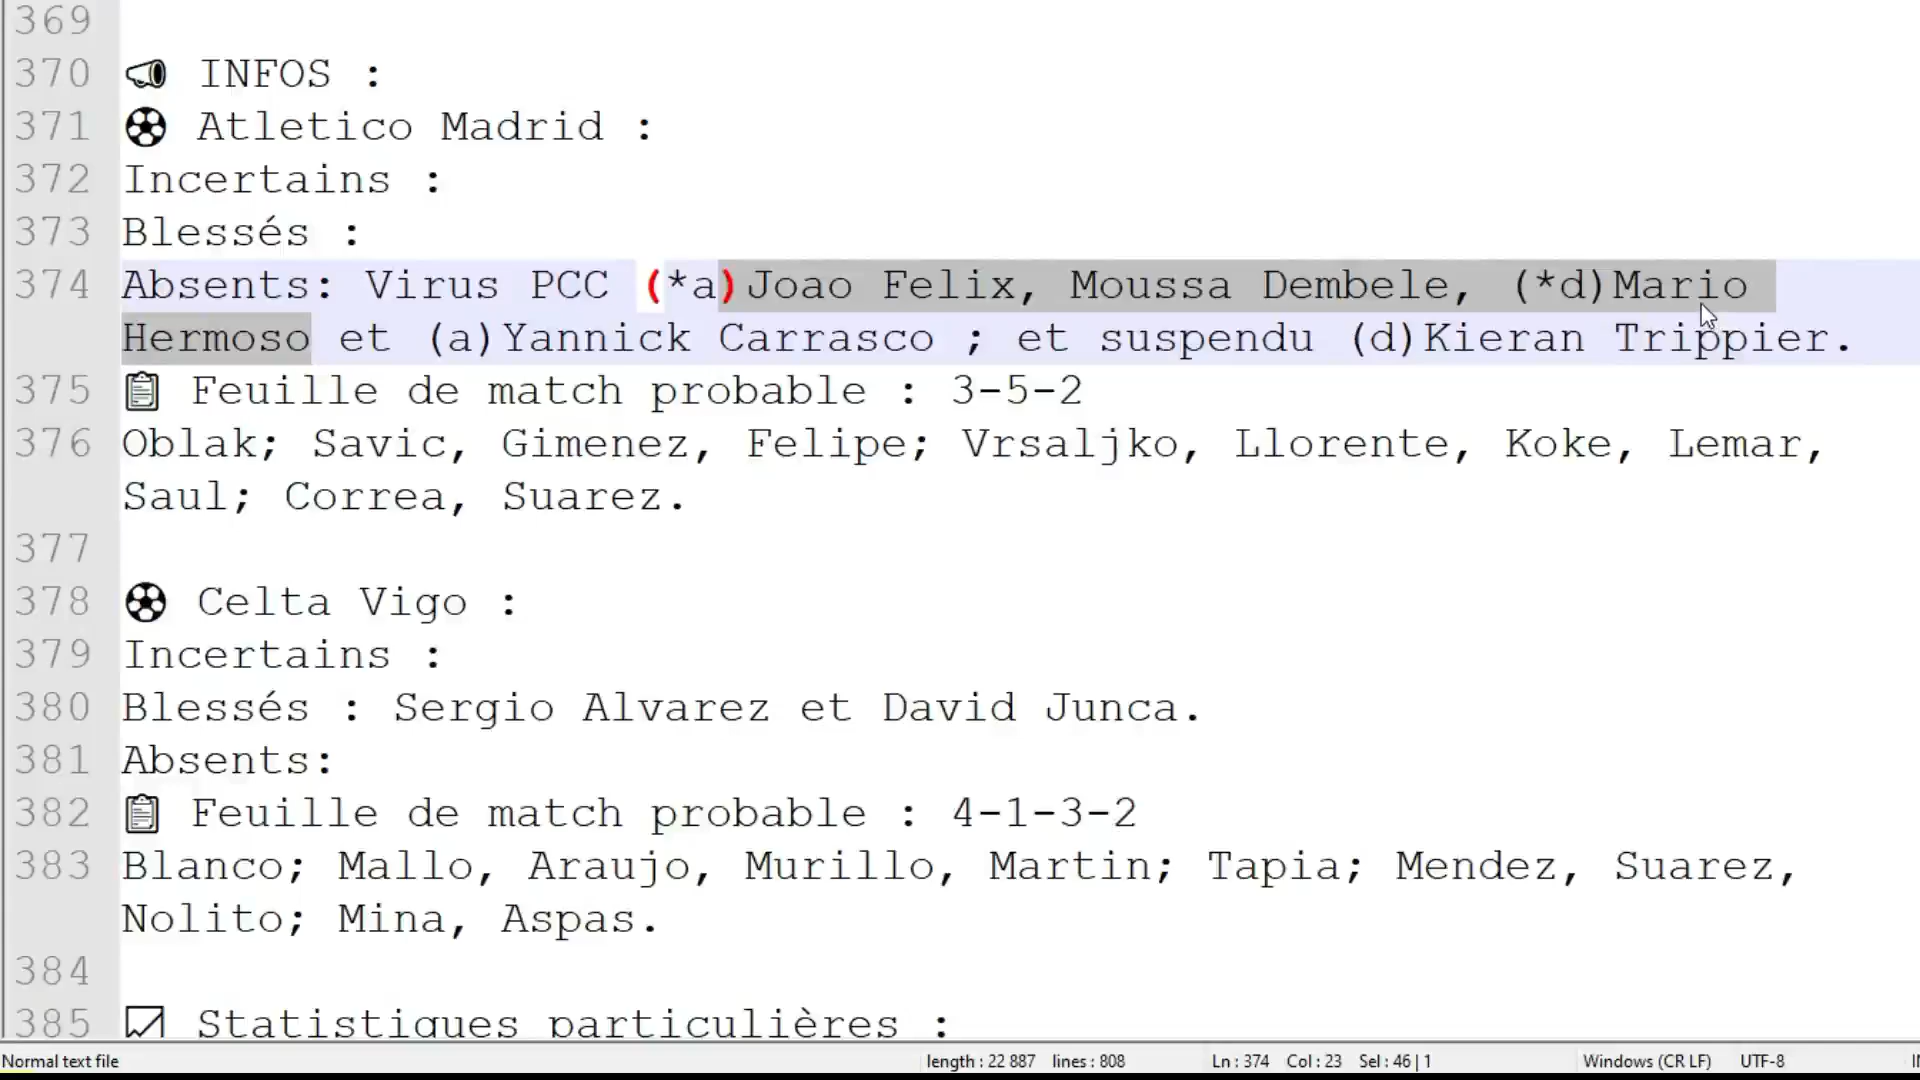 369
370 📣 INFOS :
371 ⚽ Atletico Madrid :
372 Incertains :
373 Blessés :
374 Absents: Virus PCC (*a)Joao Felix, Moussa Dembele, (*d)Mario
Hermoso et (a)Yannick Carrasco ; et suspendu (d)Kieran Trippier.
375 📋 Feuille de match probable : 3-5-2
376 Oblak; Savic, Gimenez, Felipe; Vrsaljko, Llorente, Koke, Lemar,
Saul; Correa, Suarez.
377
378 ⚽ Celta Vigo :
379 Incertains :
380 Blessés : Sergio Alvarez et David Junca.
381 Absents:
382 📋 Feuille de match probable : 4-1-3-2
383 Blanco; Mallo, Araujo, Murillo, Martin; Tapia; Mendez, Suarez,
Nolito; Mina, Aspas.
384
385 📈 Statistiques particulières :
Normal text file length : 22 887 lines : 808 Ln : 374 Col : 23 Sel : 46 | 1 Windows (CR LF) UTF-8